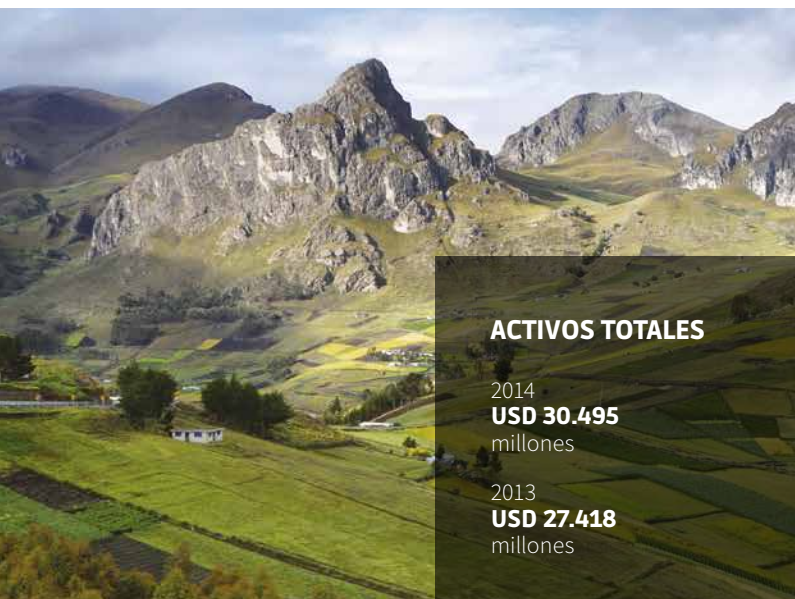 ACTIVOS TOTALES
2014
USD 30.495
millones
2013
USD 27.418
millones